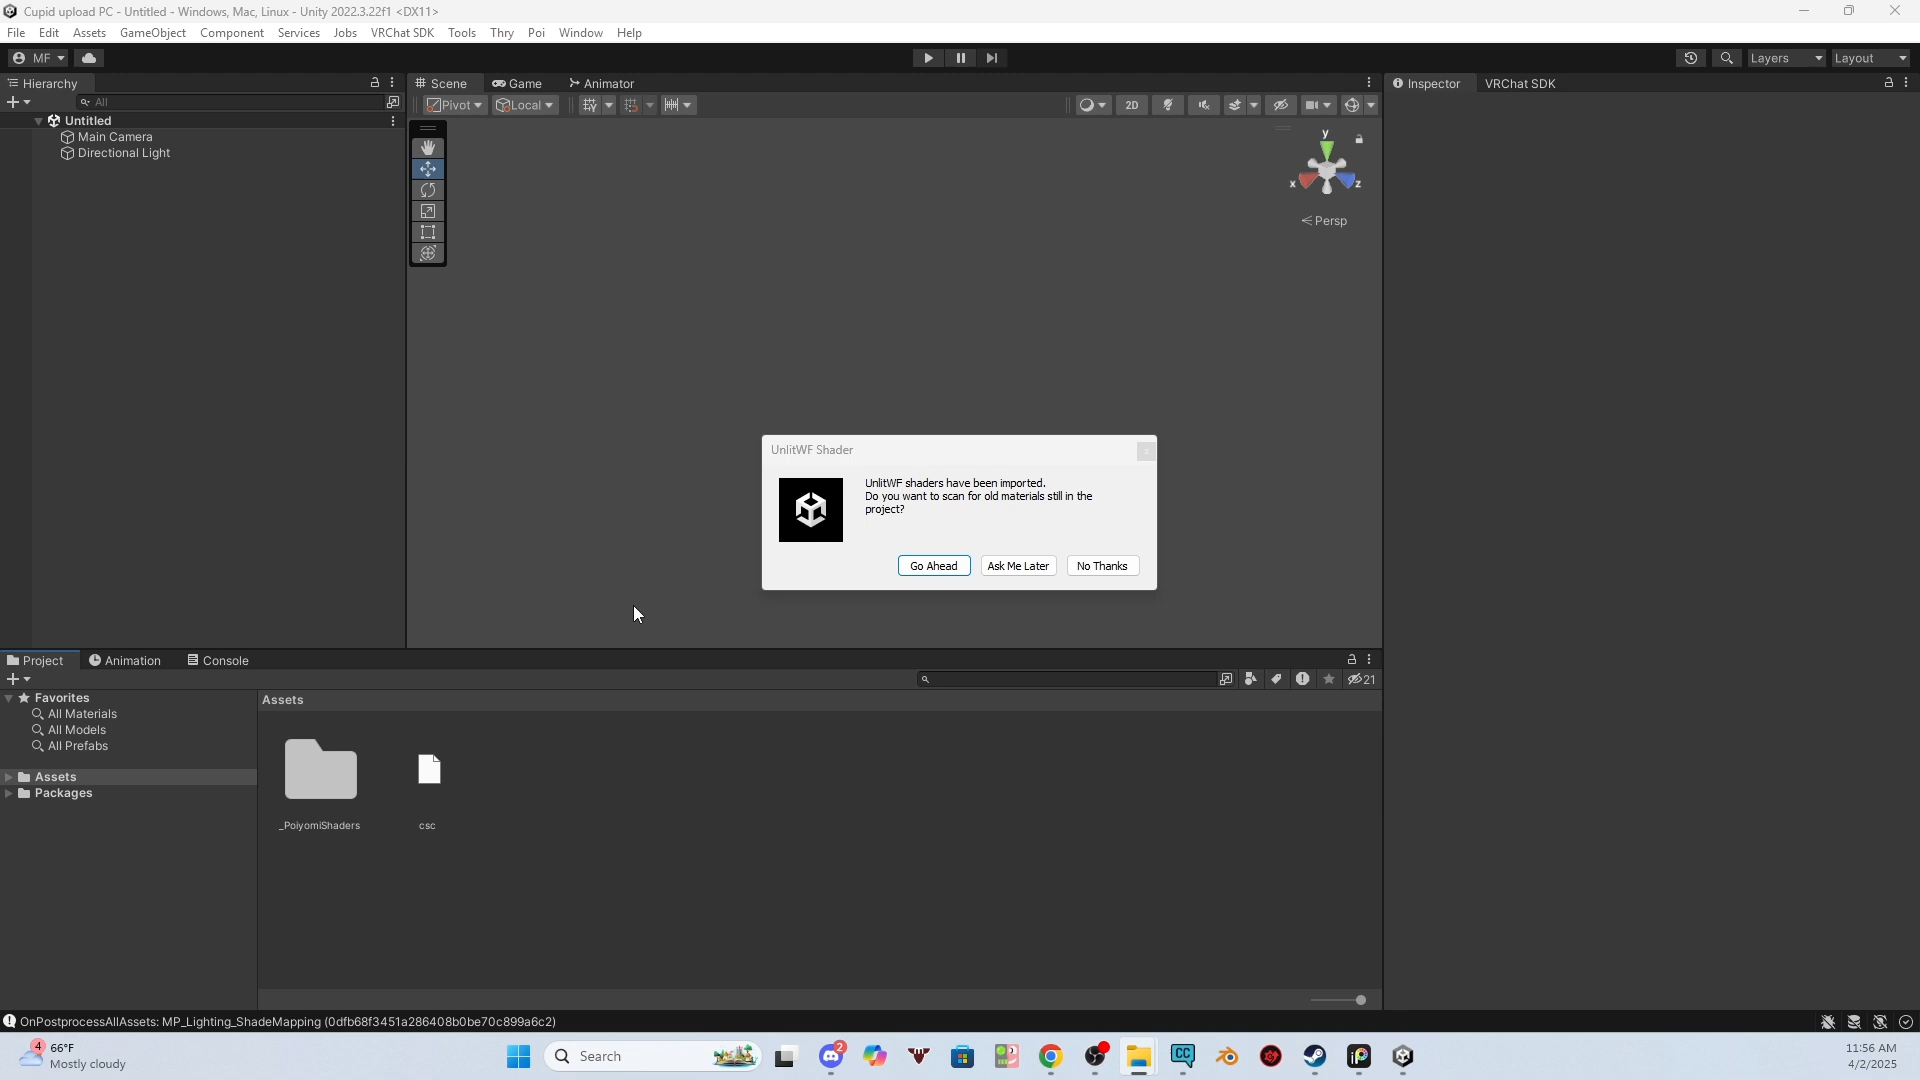 Cupid upload PC - Untitled - Windows, Mac, Linux - Unity 2022.3.22f1 <DX11>
File Edit Assets GameObject Component Services Jobs VRChat SDK Tools Thry Poi Window Help
MF Layers Layout
Hierarchy Scene Game Animator Inspector VRChat SDK
All Pivot Local 2D
Untitled
Main Camera
Directional Light
y
x z
Persp
UnlitWF Shader
UnlitWF shaders have been imported.
Do you want to scan for old materials still in the
project?
Go Ahead Ask Me Later No Thanks
Project Animation Console
21
Favorites
All Materials
All Models
All Prefabs
Assets
Packages
Assets
_PoiyomiShaders csc
OnPostprocessAllAssets: MP_Lighting_ShadeMapping (0dfb68f3451a286408b0be70c899a6c2)
4
66°F
Mostly cloudy
Search
2
CC
iP
11:56 AM
4/2/2025